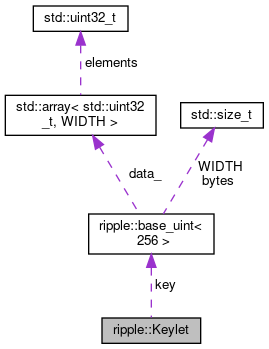 std::uint32_t
elements
std::array< std::uint32
_t, WIDTH >
std::size_t
data_
WIDTH
bytes
ripple::base_uint<
256 >
key
ripple::Keylet